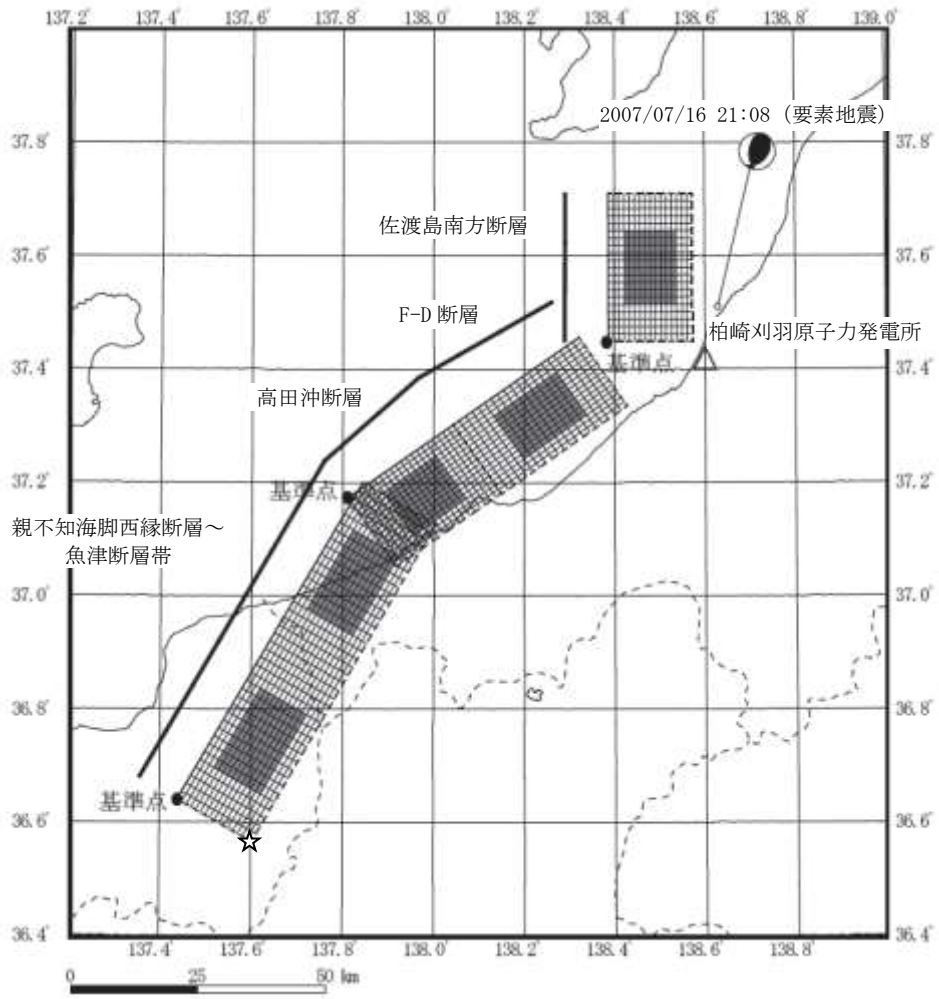 137.2° 137.4° 137.6° 137.8° 138.0° 138.2° 138.4° 138.6° 138.8° 139.0°
2007/07/16 21:08 (要素地震)
37.8° 37.8°
佐渡島南方断層
37.6° 37.6°
F-D 断層
柏崎刈羽原子力発電所
基準点
37.4° 37.4°
高田沖断層
37.2° 37.2°
基準点
親不知海脚西縁断層～
魚津断層帯
37.0° 37.0°
36.8° 36.8°
基準点
36.6° 36.6°
36.4° 36.4°
137.4° 137.6° 137.8° 138.0° 138.2° 138.4° 138.6° 138.8°
0 25 50 km